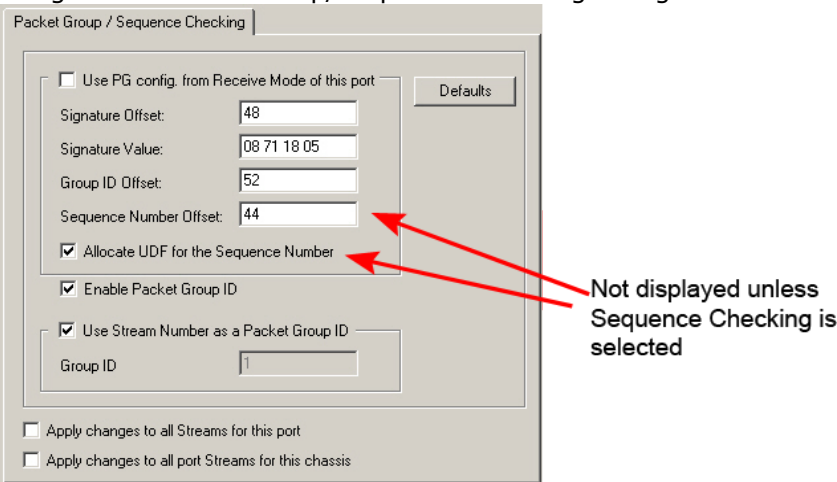 Packet Group / Sequence Checking
Use PG config. from Receive Mode of this port
Defaults
Signature Offset: 48
Signature Value: 08 71 18 05
Group ID Offset: 52
Sequence Number Offset: 44
Allocate UDF for the Sequence Number
Enable Packet Group ID
Not displayed unless
Sequence Checking is
selected
Use Stream Number as a Packet Group ID
Group ID 1
Apply changes to all Streams for this port
Apply changes to all port Streams for this chassis